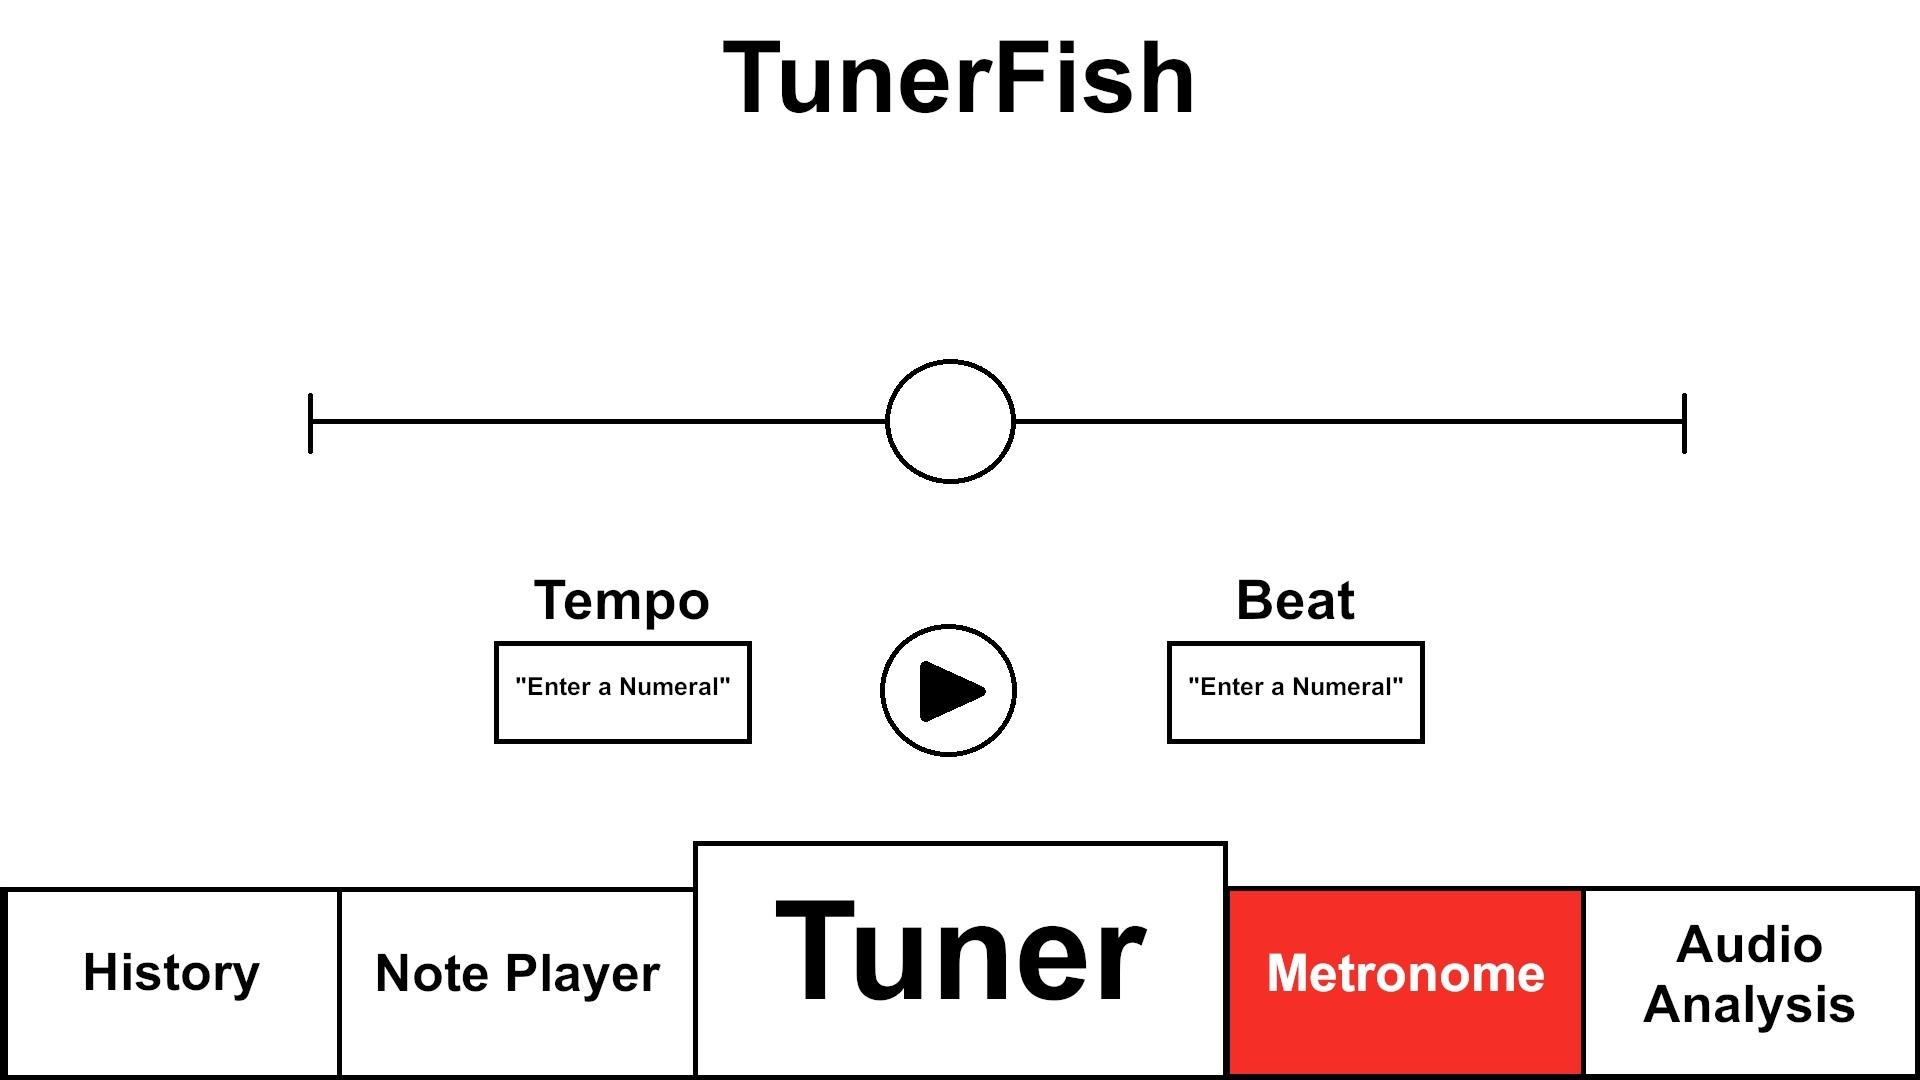 TunerFish
Tempo
Beat
"Enter a Numeral"
"Enter a Numeral"
History
Note Player
Tuner
Metronome
Audio
Analysis